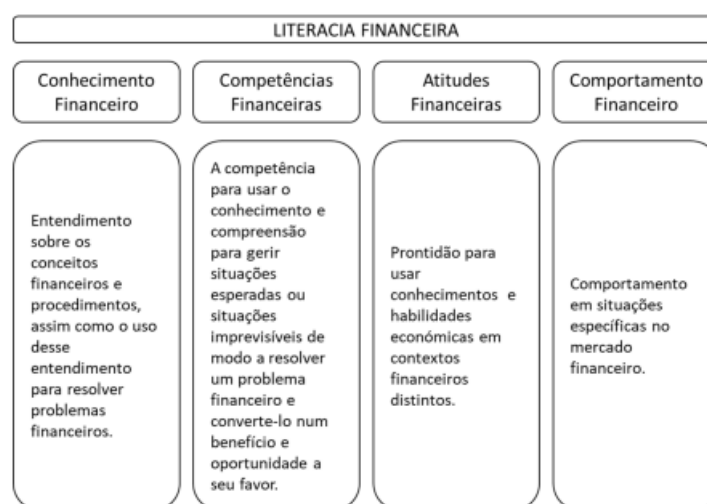 LITERACIA FINANCEIRA
Conhecimento
Financeiro
Competências
Financeiras
Atitudes
Financeiras
Comportamento
Financeiro
Entendimento
sobre os
conceitos
financeiros e
procedimentos,
assim como o uso
desse
entendimento
para resolver
problemas
financeiros.
A competência
para usar o
conhecimento e
compreensão
para gerir
situações
esperadas ou
situações
imprevisíveis de
modo a resolver
um problema
financeiro e
converte-lo num
benefício e
oportunidade a
seu favor.
Prontidão para
usar
conhecimentos e
habilidades
económicas em
contextos
financeiros
distintos.
Comportamento
em situações
específicas no
mercado
financeiro.